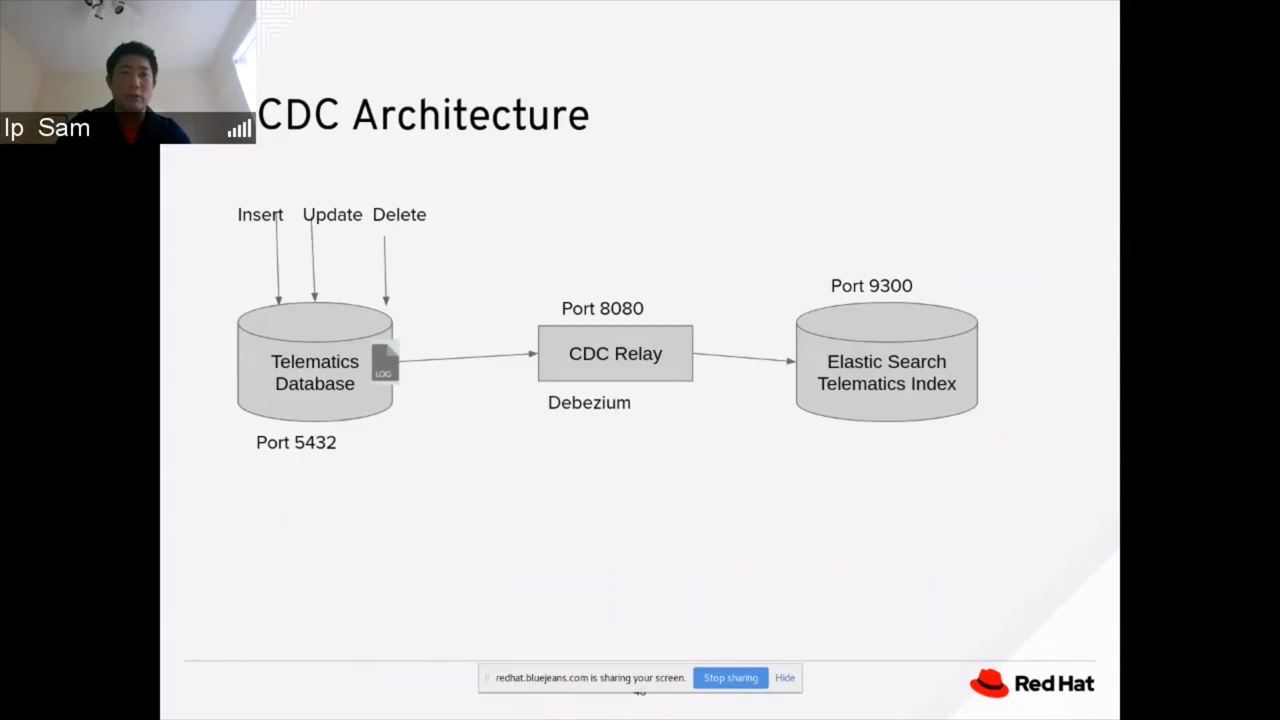 Ip Sam
CDC Architecture
Insert Update Delete
Port 9300
Port 8080
Telematics
Database
LOG
CDC Relay
Elastic Search
Telematics Index
Debezium
Port 5432
redhat.bluejeans.com is sharing your screen. Stop sharing Hide
Red Hat